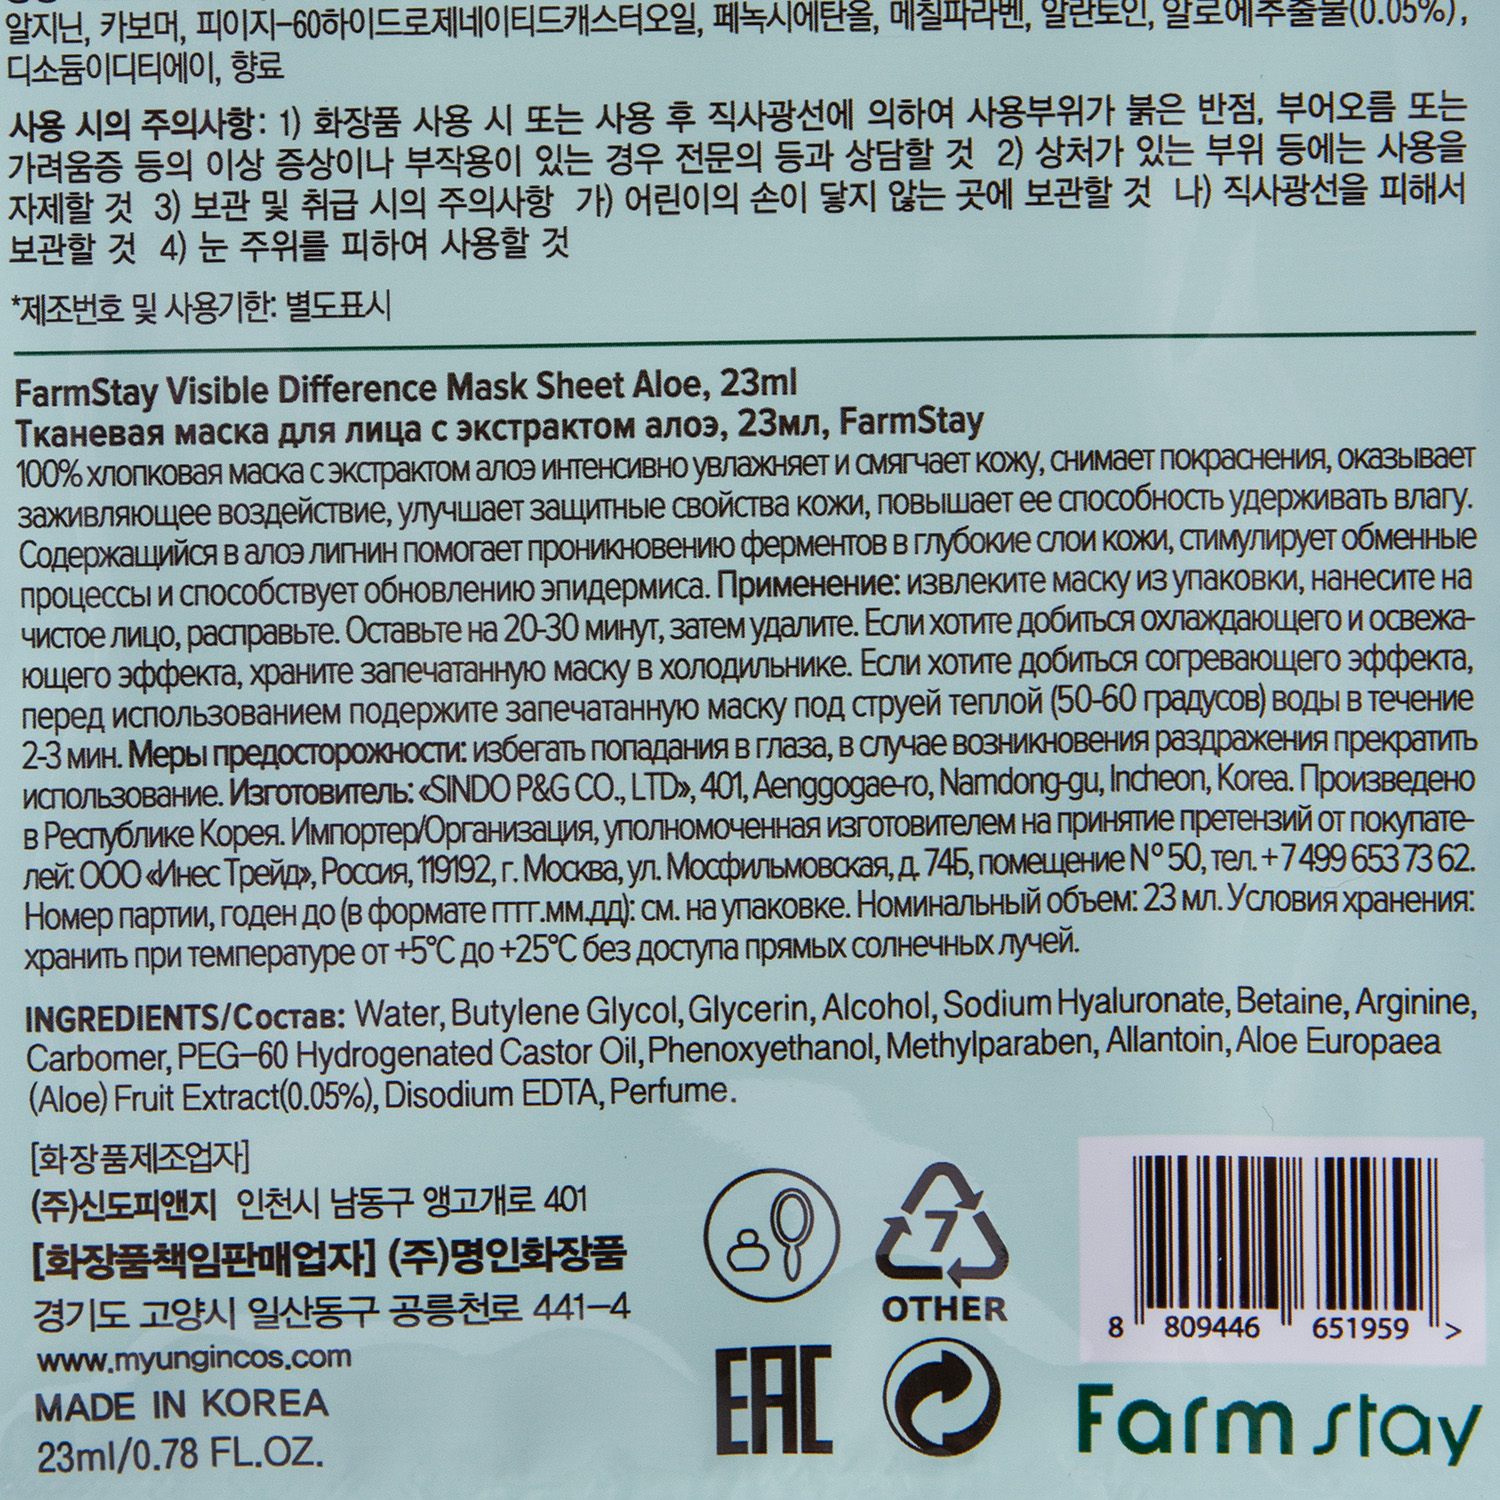 알지닌, 카보머, 피이지-60하이드로제네이티드캐스터오일, 페녹시에탄올, 메칠파라벤, 알란토인, 알로에추출물(0.05%),
디소듐이디티에이, 향료
사용 시의 주의사항: 1) 화장품 사용 시 또는 사용 후 직사광선에 의하여 사용부위가 붉은 반점, 부어오름 또는
가려움증 등의 이상 증상이나 부작용이 있는 경우 전문의 등과 상담할 것 2) 상처가 있는 부위 등에는 사용을
자제할 것 3) 보관 및 취급 시의 주의사항 가) 어린이의 손이 닿지 않는 곳에 보관할 것 나) 직사광선을 피해서
보관할 것 4) 눈 주위를 피하여 사용할 것
*제조번호 및 사용기한: 별도표시
FarmStay Visible Difference Mask Sheet Aloe, 23ml
Тканевая маска для лица с экстрактом алоэ, 23мл, FarmStay
100% хлопковая маска с экстрактом алоэ интенсивно увлажняет и смягчает кожу, снимает покраснения, оказывает
заживляющее воздействие, улучшает защитные свойства кожи, повышает ее способность удерживать влагу.
Содержащийся в алоэ лигнин помогает проникновению ферментов в глубокие слои кожи, стимулирует обменные
процессы и способствует обновлению эпидермиса. Применение: извлеките маску из упаковки, нанесите на
чистое лицо, расправьте. Оставьте на 20-30 минут, затем удалите. Если хотите добиться охлаждающего и освежа-
ющего эффекта, храните запечатанную маску в холодильнике. Если хотите добиться согревающего эффекта,
перед использованием подержите запечатанную маску под струей теплой (50-60 градусов) воды в течение
2-3 мин. Меры предосторожности: избегать попадания в глаза, в случае возникновения раздражения прекратить
использование. Изготовитель: «SINDO P&G CO., LTD», 401, Aenggogae-ro, Namdong-gu, Incheon, Korea. Произведено
в Республике Корея. Импортер/Организация, уполномоченная изготовителем на принятие претензий от покупате-
лей: ООО «Инес Трейд», Россия, 119192, г. Москва, ул. Мосфильмовская, д. 74Б, помещение N° 50, тел. +7 499 653 73 62.
Номер партии, годен до (в формате гггг.мм.дд): см. на упаковке. Номинальный объем: 23 мл. Условия хранения:
хранить при температуре от +5°С до +25°С без доступа прямых солнечных лучей.
INGREDIENTS/Состав: Water, Butylene Glycol, Glycerin, Alcohol, Sodium Hyaluronate, Betaine, Arginine,
Carbomer, PEG-60 Hydrogenated Castor Oil, Phenoxyethanol, Methylparaben, Allantoin, Aloe Europaea
(Aloe) Fruit Extract(0.05%), Disodium EDTA, Perfume.
[화장품제조업자]
(주)신도피앤지 인천시 남동구 앵고개로 401
[화장품책임판매업자] (주)명인화장품
경기도 고양시 일산동구 공릉천로 441-4
www.myungincos.com
MADE IN KOREA
23ml/0.78 FL.OZ.
7
OTHER
EAC
8 809446 651959 >
Farm stay